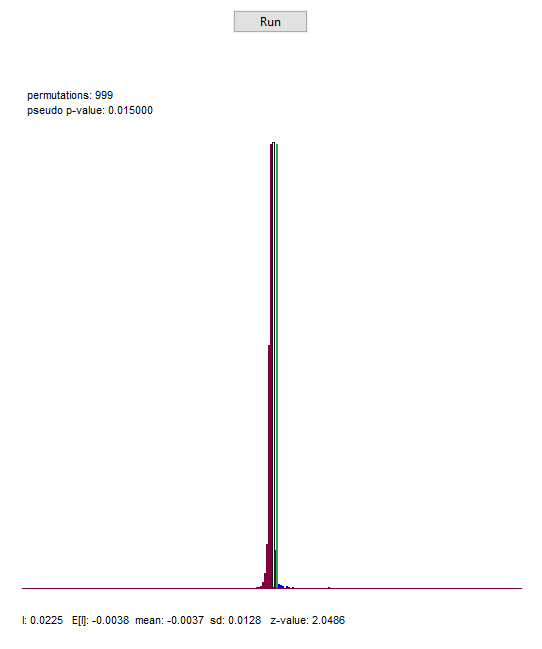 Run
permutations: 999
pseudo p-value: 0.015000
I: 0.0225 E[I]: -0.0038 mean: -0.0037 sd: 0.0128 z-value: 2.0486